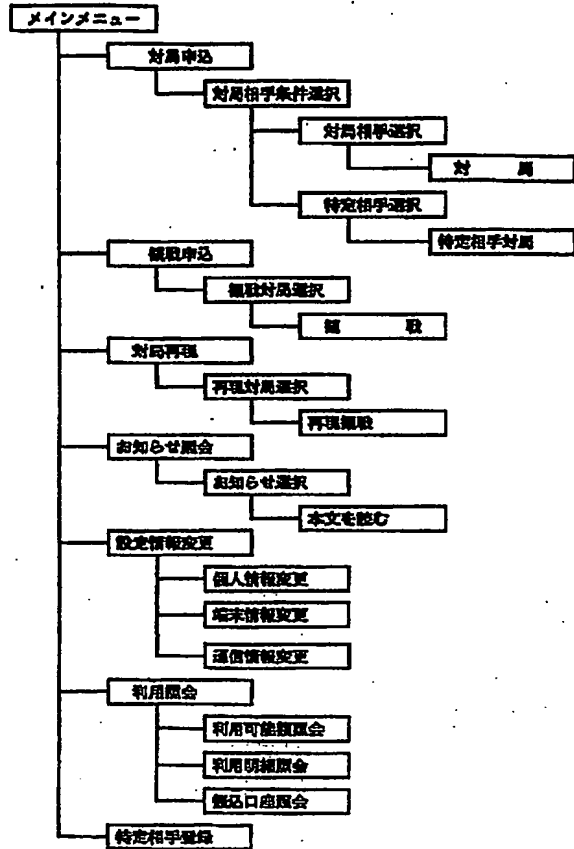 メインメニュー
対局申込
対局相手条件選択
対局相手選択
対 局
特定相手選択
特定相手対局
観戦申込
観戦対局選択
観 戦
対局再現
再現対局選択
再現観戦
お知らせ照会
お知らせ選択
本文を読む
設定情報変更
個人情報変更
端末情報変更
通信情報変更
利用照会
利用可能額照会
利用明細照会
振込口座照会
特定相手登録